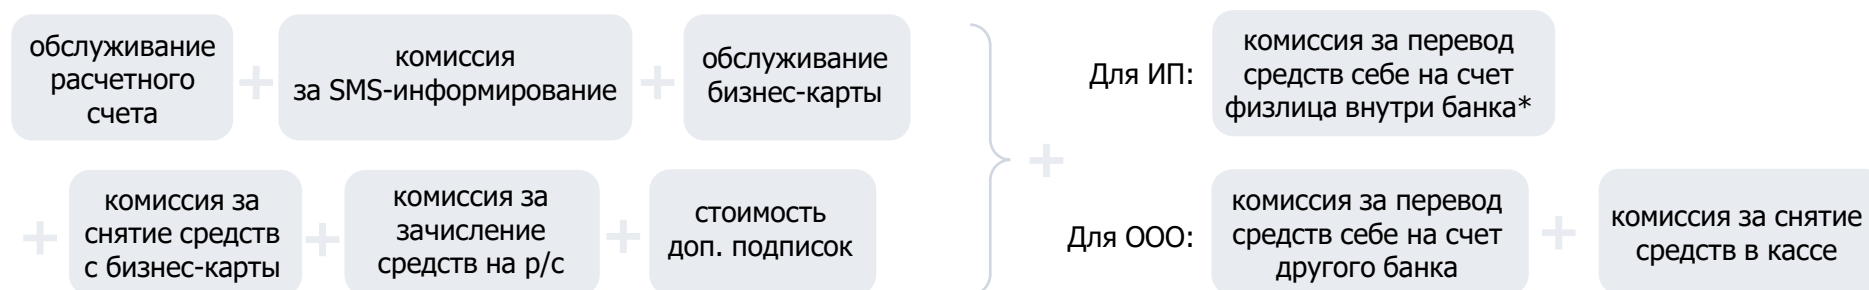 обслуживание
расчетного
счета
+
комиссия
за SMS-информирование
+
обслуживание
бизнес-карты
+
комиссия за
снятие средств
с бизнес-карты
+
комиссия за
зачисление
средств на р/с
+
стоимость
доп. подписок
+
Для ИП:
комиссия за перевод
средств себе на счет
физлица внутри банка*
Для ООО:
комиссия за перевод
средств себе на счет
другого банка
+
комиссия за снятие
средств в кассе